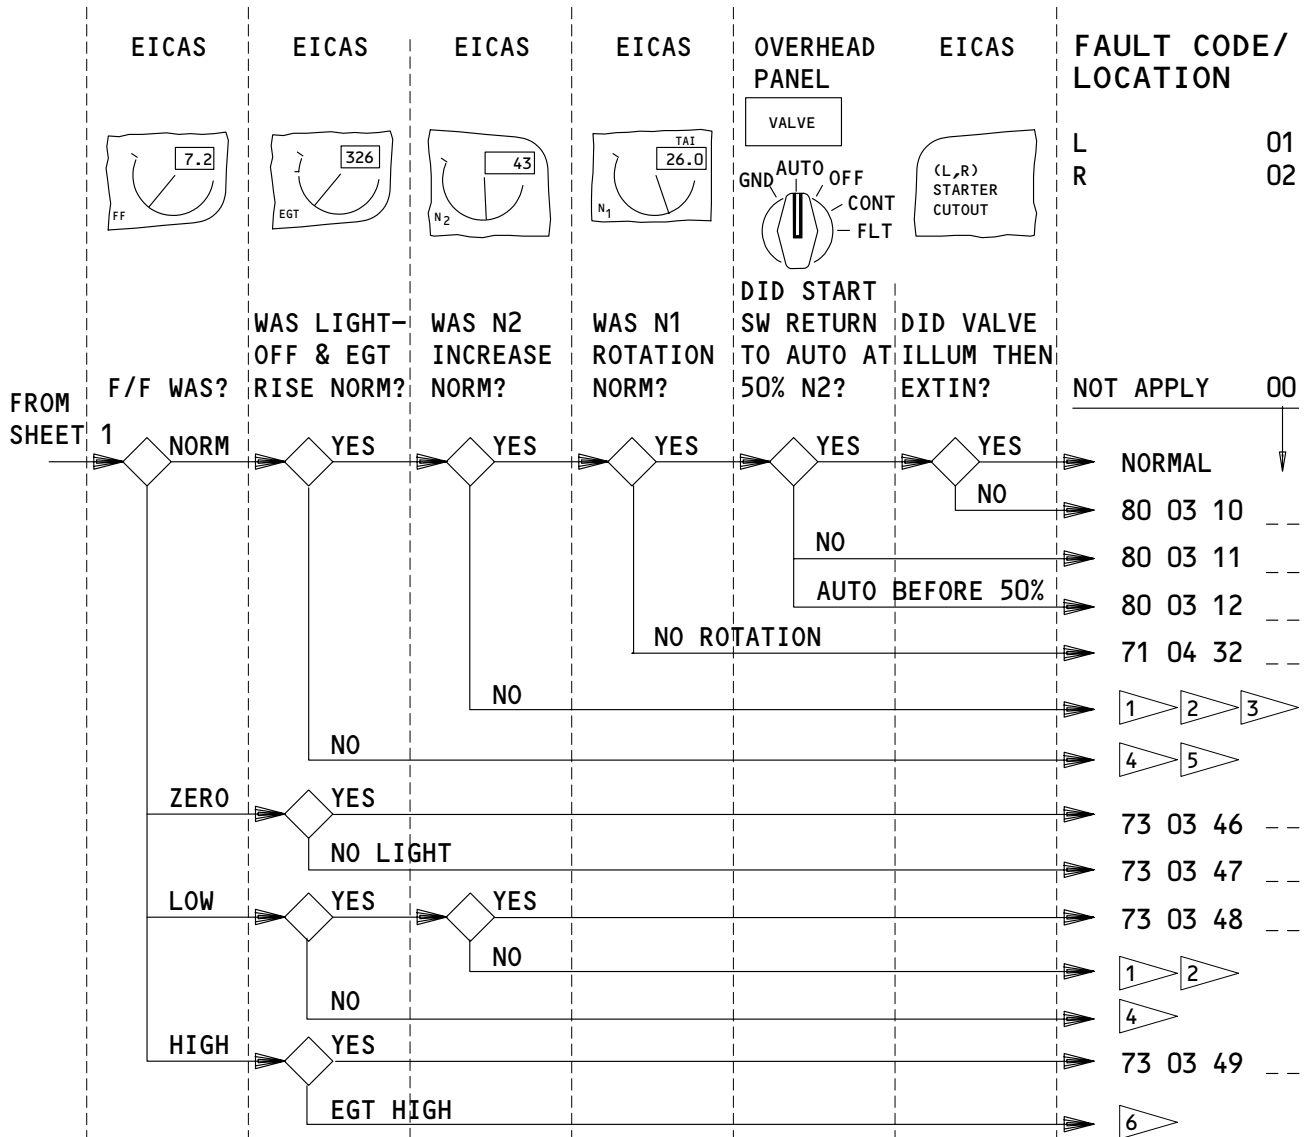 EICAS
EICAS
EICAS
EICAS
OVERHEAD
PANEL
EICAS
FAULT CODE/
LOCATION
VALVE
7.2
FF
326
EGT
43
N2
TAI
26.0
N1
GND
AUTO
OFF
CONT
FLT
(L,R)
STARTER
CUTOUT
L 01
R 02
F/F WAS?
WAS LIGHT-
OFF & EGT
RISE NORM?
WAS N2
INCREASE
NORM?
WAS N1
ROTATION
NORM?
DID START
SW RETURN
TO AUTO AT
50% N2?
DID VALVE
ILLUM THEN
EXTIN?
NOT APPLY 00
FROM
SHEET 1
NORM
YES
YES
YES
YES
YES
NORMAL
NO
80 03 10 _ _
NO
80 03 11 _ _
AUTO BEFORE 50%
80 03 12 _ _
NO ROTATION
71 04 32 _ _
NO
1 2 3
NO
4 5
ZERO
YES
73 03 46 _ _
NO LIGHT
73 03 47 _ _
LOW
YES
YES
73 03 48 _ _
NO
1 2
NO
4
HIGH
YES
73 03 49 _ _
EGT HIGH
6